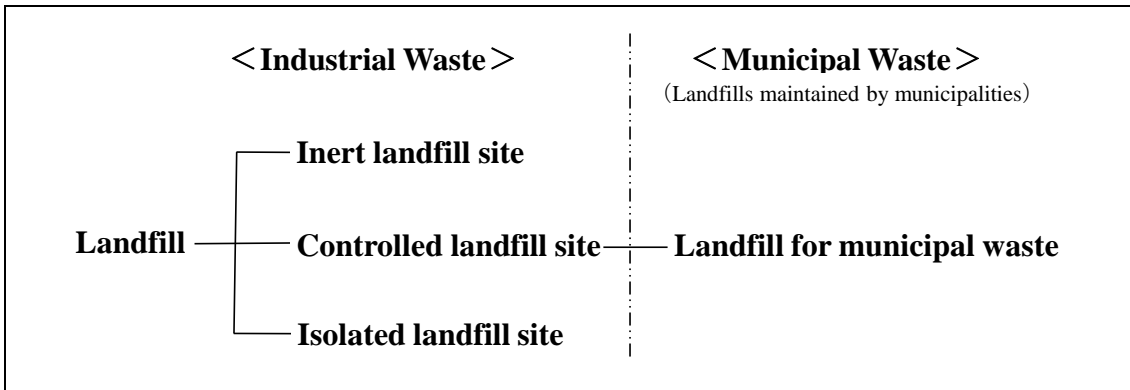 ＜Industrial Waste＞
＜Municipal Waste＞
（Landfills maintained by municipalities）
Inert landfill site
Landfill
Controlled landfill site
Landfill for municipal waste
Isolated landfill site